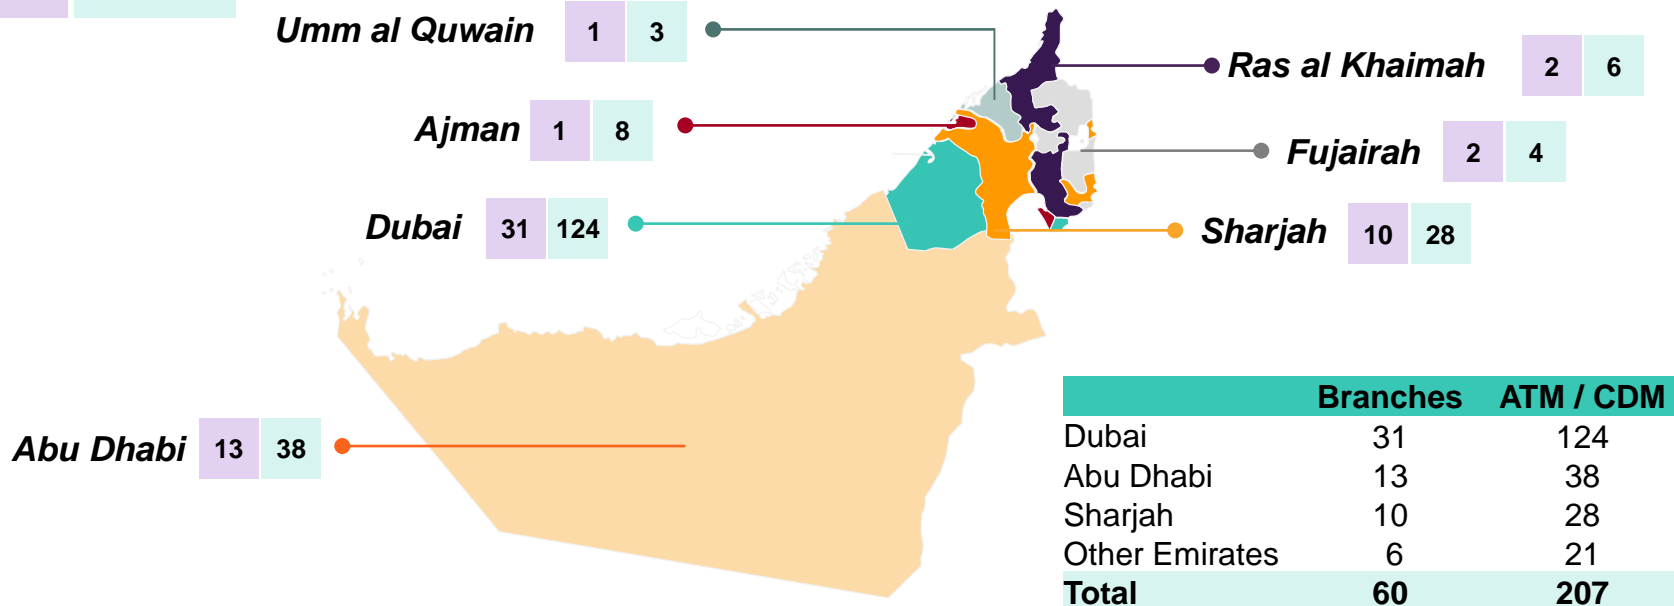 Umm al Quwain 1 3
Ras al Khaimah 2 6
Ajman 1 8
Fujairah 2 4
Dubai 31 124
Sharjah 10 28
Abu Dhabi 13 38
Branches ATM / CDM
Dubai 31 124
Abu Dhabi 13 38
Sharjah 10 28
Other Emirates 6 21
Total 60 207